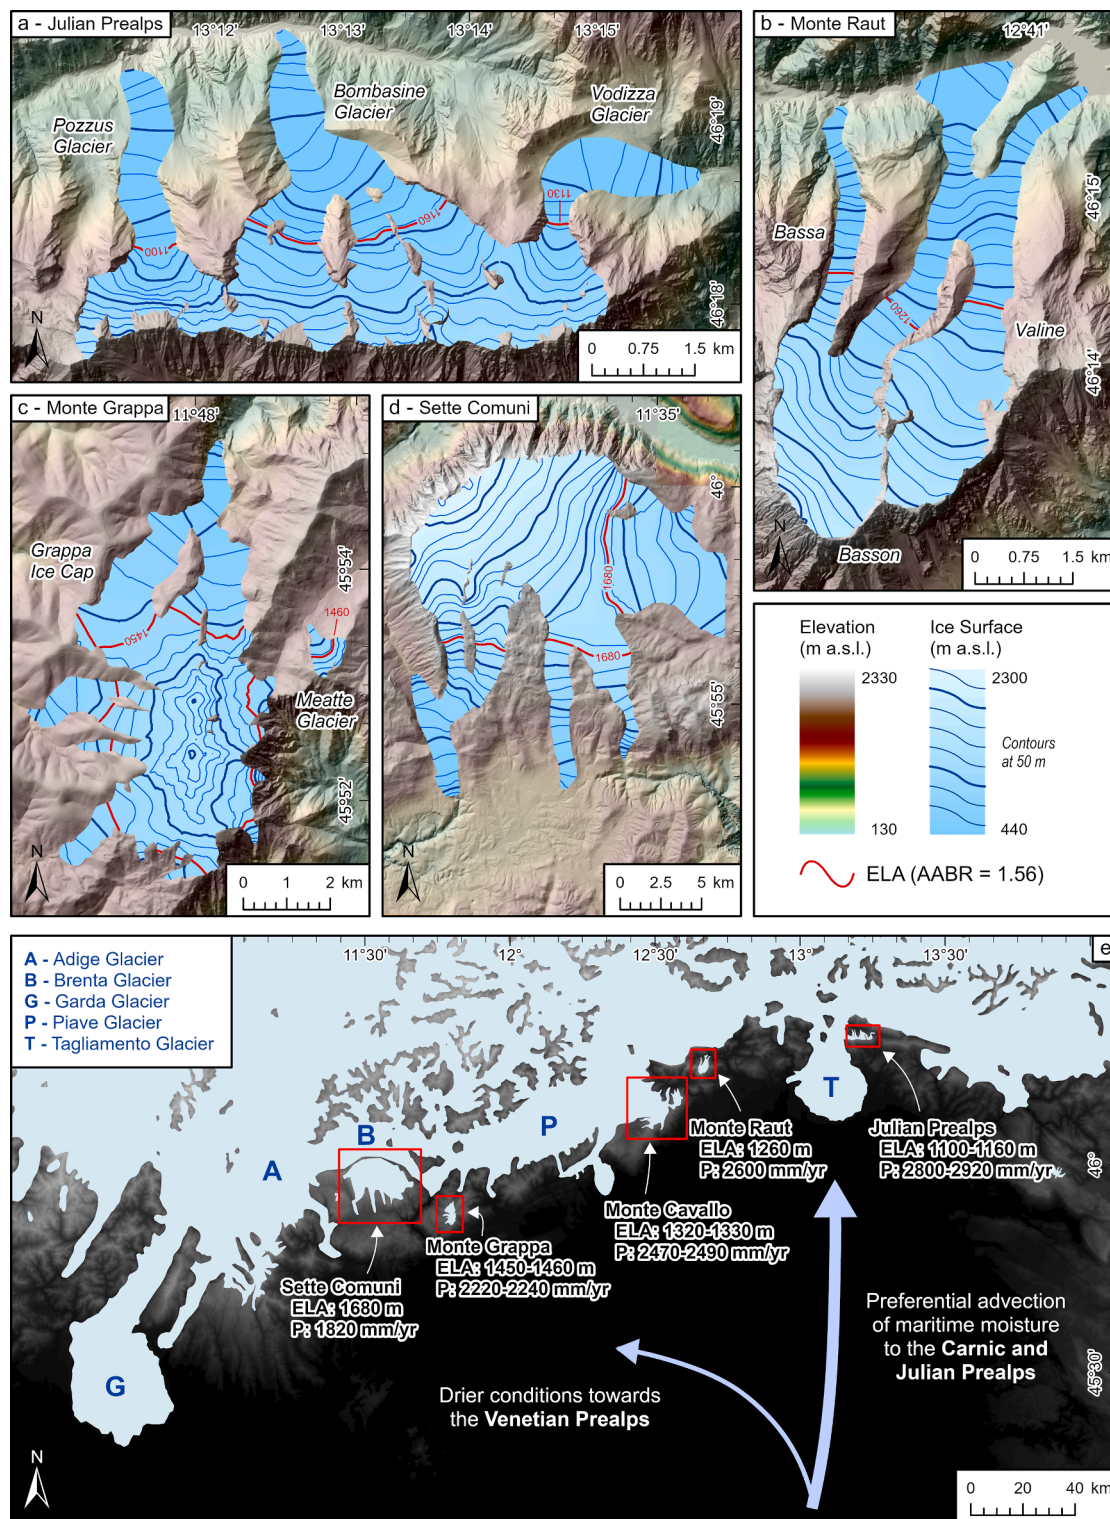 a - Julian Prealps
13°12'
13°13'
13°14'
13°15'
Pozzus
Glacier
Bombasine
Glacier
Vodizza
Glacier
46°19'
46°18'
1100
1160
1130
N
0 0.75 1.5 km
b - Monte Raut
12°41'
46°15'
46°14'
Bassa
Valine
Basson
1260
N
0 0.75 1.5 km
c - Monte Grappa
11°48'
Grappa
Ice Cap
45°54'
1450
1460
Meatte
Glacier
45°52'
N
0 1 2 km
d - Sette Comuni
11°35'
46°
1680
1680
45°55'
N
0 2.5 5 km
Elevation
(m a.s.l.)
2330
130
Ice Surface
(m a.s.l.)
2300
Contours
at 50 m
440
ELA (AABR = 1.56)
e
11°30'
12°
12°30'
13°
13°30'
A - Adige Glacier
B - Brenta Glacier
G - Garda Glacier
P - Piave Glacier
T - Tagliamento Glacier
T
P
B
A
G
Monte Raut
ELA: 1260 m
P: 2600 mm/yr
Julian Prealps
ELA: 1100-1160 m
P: 2800-2920 mm/yr
Monte Cavallo
ELA: 1320-1330 m
P: 2470-2490 mm/yr
Monte Grappa
ELA: 1450-1460 m
P: 2220-2240 mm/yr
Sette Comuni
ELA: 1680 m
P: 1820 mm/yr
46°
45°30'
Preferential advection
of maritime moisture
to the Carnic and
Julian Prealps
Drier conditions towards
the Venetian Prealps
N
0 20 40 km